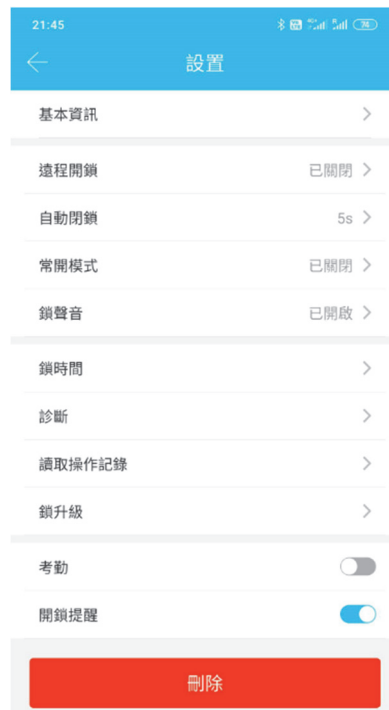 21:45
設置
基本資訊
遠程開鎖 已關閉
自動閉鎖 5s
常開模式 已關閉
鎖聲音 已開啟
鎖時間
診斷
讀取操作記錄
鎖升級
考勤
開鎖提醒
刪除